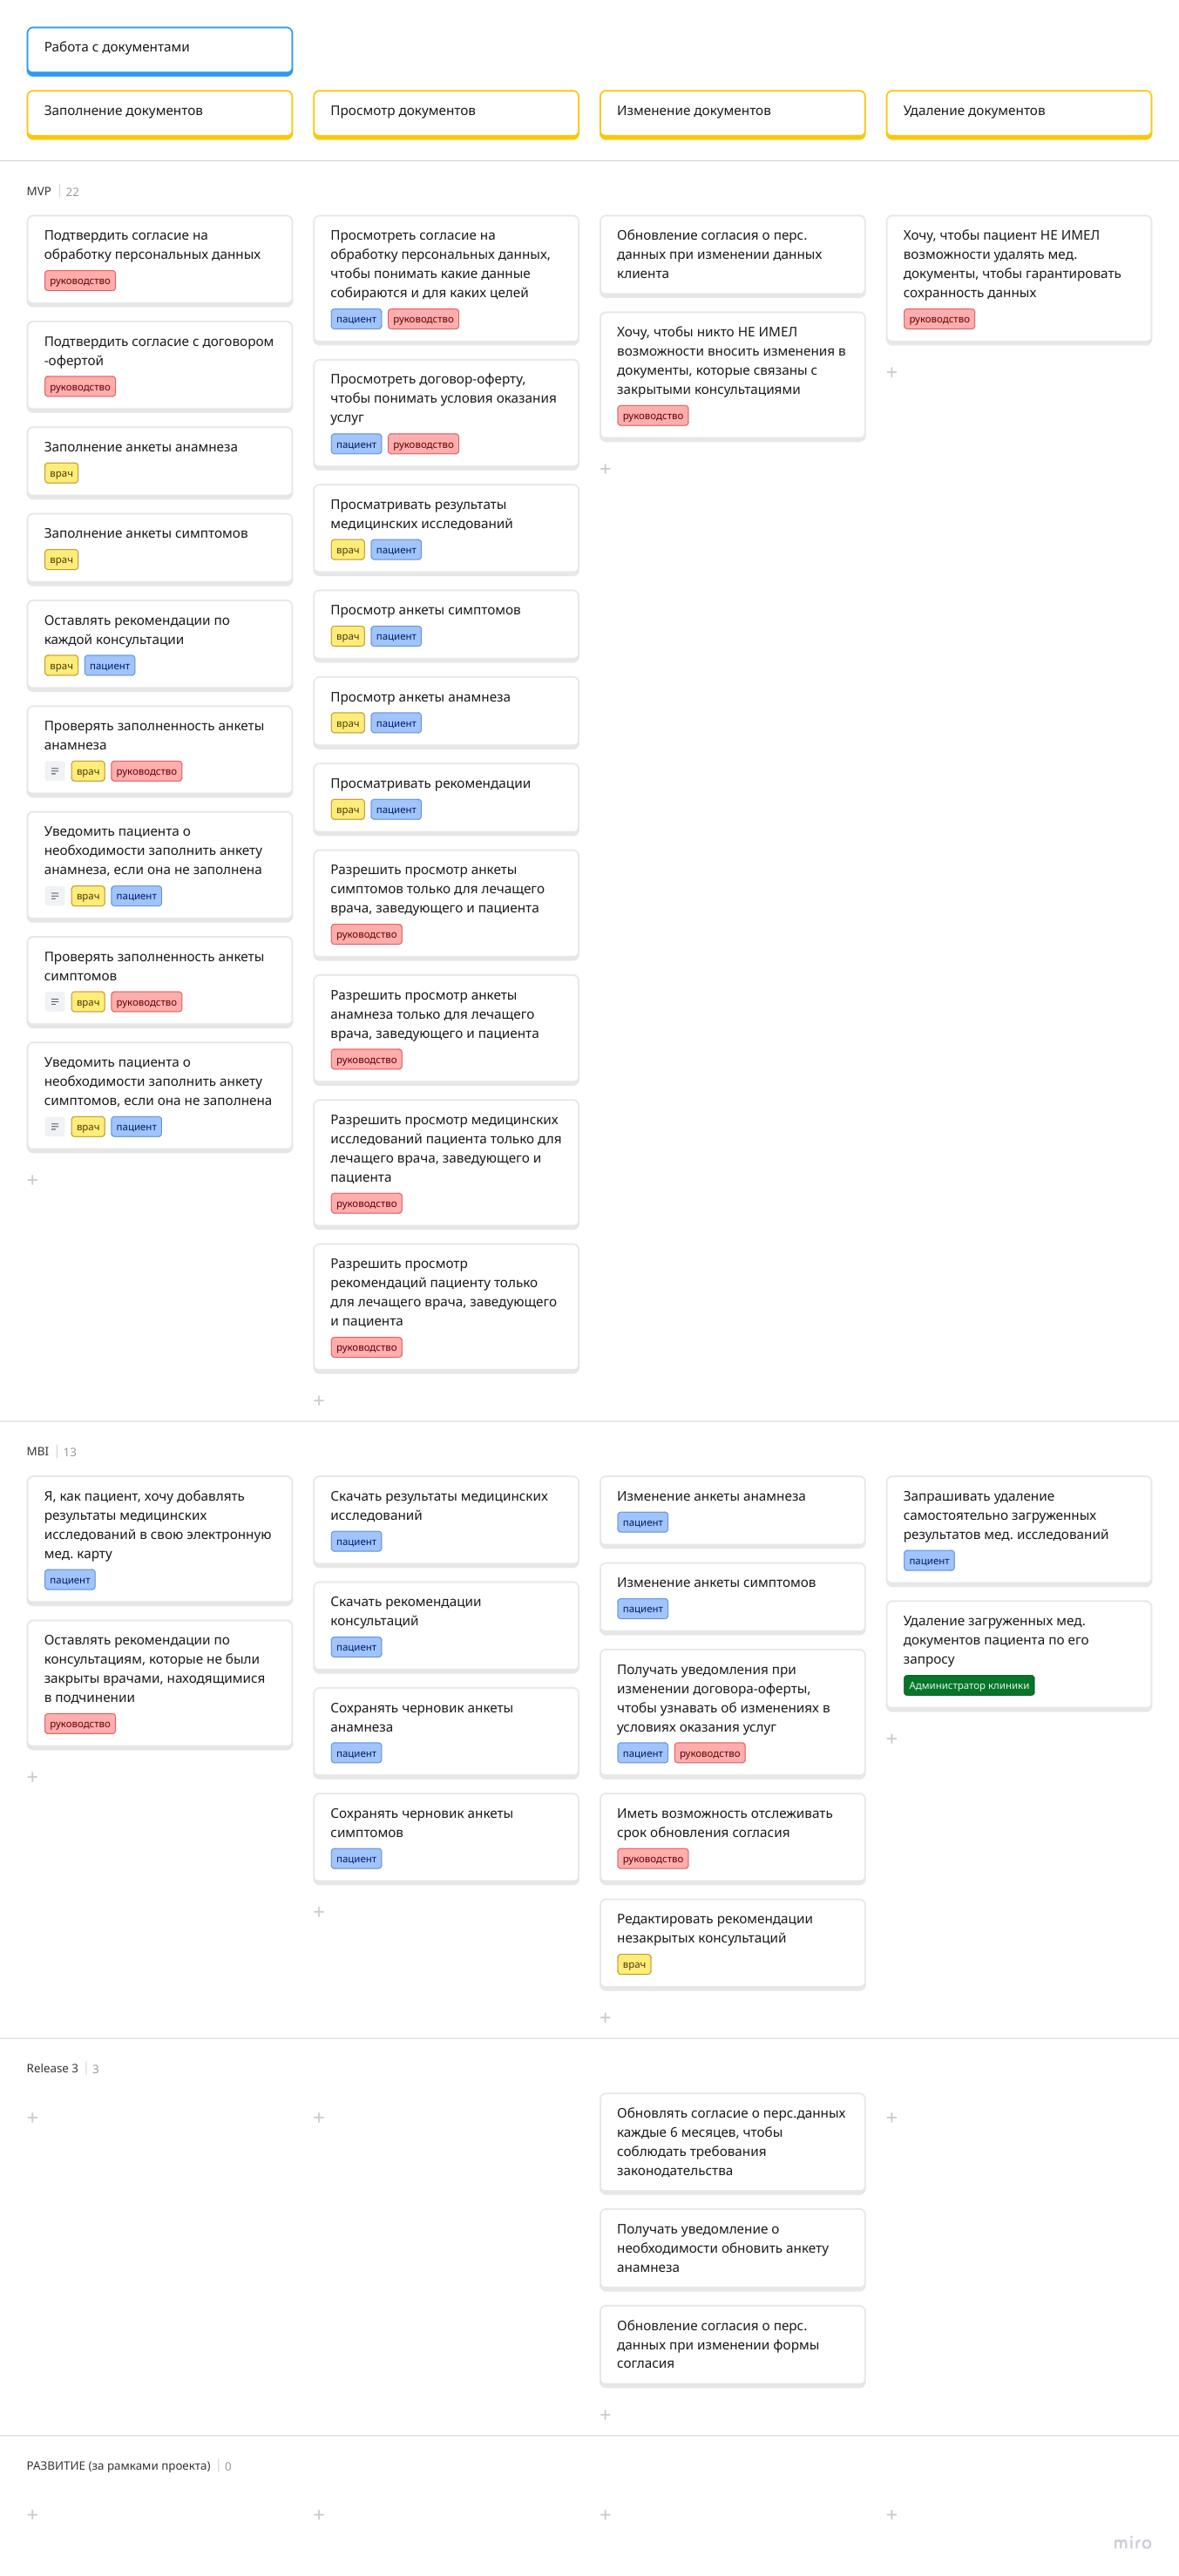 Работа с документами
Заполнение документов
Просмотр документов
Изменение документов
Удаление документов
MVP 22
Подтвердить согласие на
обработку персональных данных
руководство
Подтвердить согласие с договором
-офертой
руководство
Заполнение анкеты анамнеза
врач
Заполнение анкеты симптомов
врач
Оставлять рекомендации по
каждой консультации
врач пациент
Проверять заполненность анкеты
анамнеза
врач руководство
Уведомить пациента о
необходимости заполнить анкету
анамнеза, если она не заполнена
врач пациент
Проверять заполненность анкеты
симптомов
врач руководство
Уведомить пациента о
необходимости заполнить анкету
симптомов, если она не заполнена
врач пациент
Просмотреть согласие на
обработку персональных данных,
чтобы понимать какие данные
собираются и для каких целей
пациент руководство
Просмотреть договор-оферту,
чтобы понимать условия оказания
услуг
пациент руководство
Просматривать результаты
медицинских исследований
врач пациент
Просмотр анкеты симптомов
врач пациент
Просмотр анкеты анамнеза
врач пациент
Просматривать рекомендации
врач пациент
Разрешить просмотр анкеты
симптомов только для лечащего
врача, заведующего и пациента
руководство
Разрешить просмотр анкеты
анамнеза только для лечащего
врача, заведующего и пациента
руководство
Разрешить просмотр медицинских
исследований пациента только для
лечащего врача, заведующего и
пациента
руководство
Разрешить просмотр
рекомендаций пациенту только
для лечащего врача, заведующего
и пациента
руководство
Обновление согласия о перс.
данных при изменении данных
клиента
Хочу, чтобы никто НЕ ИМЕЛ
возможности вносить изменения в
документы, которые связаны с
закрытыми консультациями
руководство
Хочу, чтобы пациент НЕ ИМЕЛ
возможности удалять мед.
документы, чтобы гарантировать
сохранность данных
руководство
MBI 13
Я, как пациент, хочу добавлять
результаты медицинских
исследований в свою электронную
мед. карту
пациент
Оставлять рекомендации по
консультациям, которые не были
закрыты врачами, находящимися
в подчинении
руководство
Скачать результаты медицинских
исследований
пациент
Скачать рекомендации
консультаций
пациент
Сохранять черновик анкеты
анамнеза
пациент
Сохранять черновик анкеты
симптомов
пациент
Изменение анкеты анамнеза
пациент
Изменение анкеты симптомов
пациент
Получать уведомления при
изменении договора-оферты,
чтобы узнавать об изменениях в
условиях оказания услуг
пациент руководство
Иметь возможность отслеживать
срок обновления согласия
руководство
Редактировать рекомендации
незакрытых консультаций
врач
Запрашивать удаление
самостоятельно загруженных
результатов мед. исследований
пациент
Удаление загруженных мед.
документов пациента по его
запросу
Администратор клиники
Release 3 3
Обновлять согласие о перс.данных
каждые 6 месяцев, чтобы
соблюдать требования
законодательства
Получать уведомление о
необходимости обновить анкету
анамнеза
Обновление согласия о перс.
данных при изменении формы
согласия
РАЗВИТИЕ (за рамками проекта) 0
miro